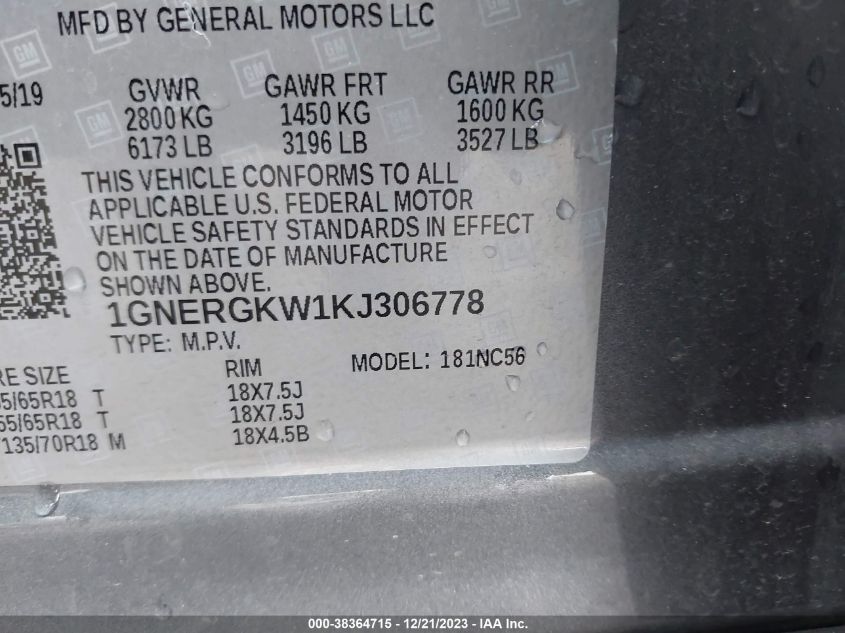 MFD BY GENERAL MOTORS LLC
5/19 GVWR GAWR FRT GAWR RR
2800 KG 1450 KG 1600 KG
6173 LB 3196 LB 3527 LB
THIS VEHICLE CONFORMS TO ALL
APPLICABLE U.S. FEDERAL MOTOR
VEHICLE SAFETY STANDARDS IN EFFECT
ON THE DATE OF MANUFACTURE
SHOWN ABOVE.
1GNERGKW1KJ306778
TYPE: M.P.V.
RE SIZE RIM MODEL: 181NC56
55/65R18 T 18X7.5J
55/65R18 T 18X7.5J
135/70R18 M 18X4.5B
000-38364715 - 12/21/2023 - IAA Inc.